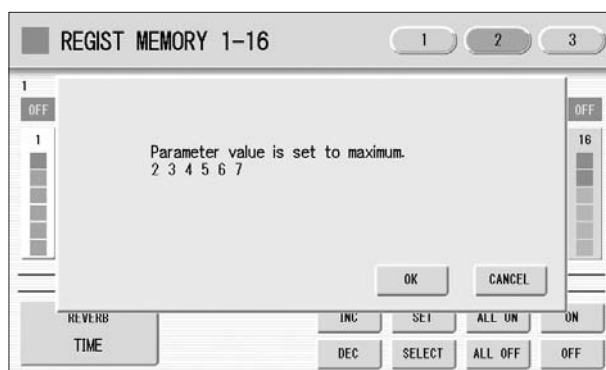 REGIST MEMORY 1-16
1 2 3
1
OFF OFF
1 16
Parameter value is set to maximum.
2 3 4 5 6 7
OK CANCEL
REVERB
TIME
INC SET ALL ON ON
DEC SELECT ALL OFF OFF